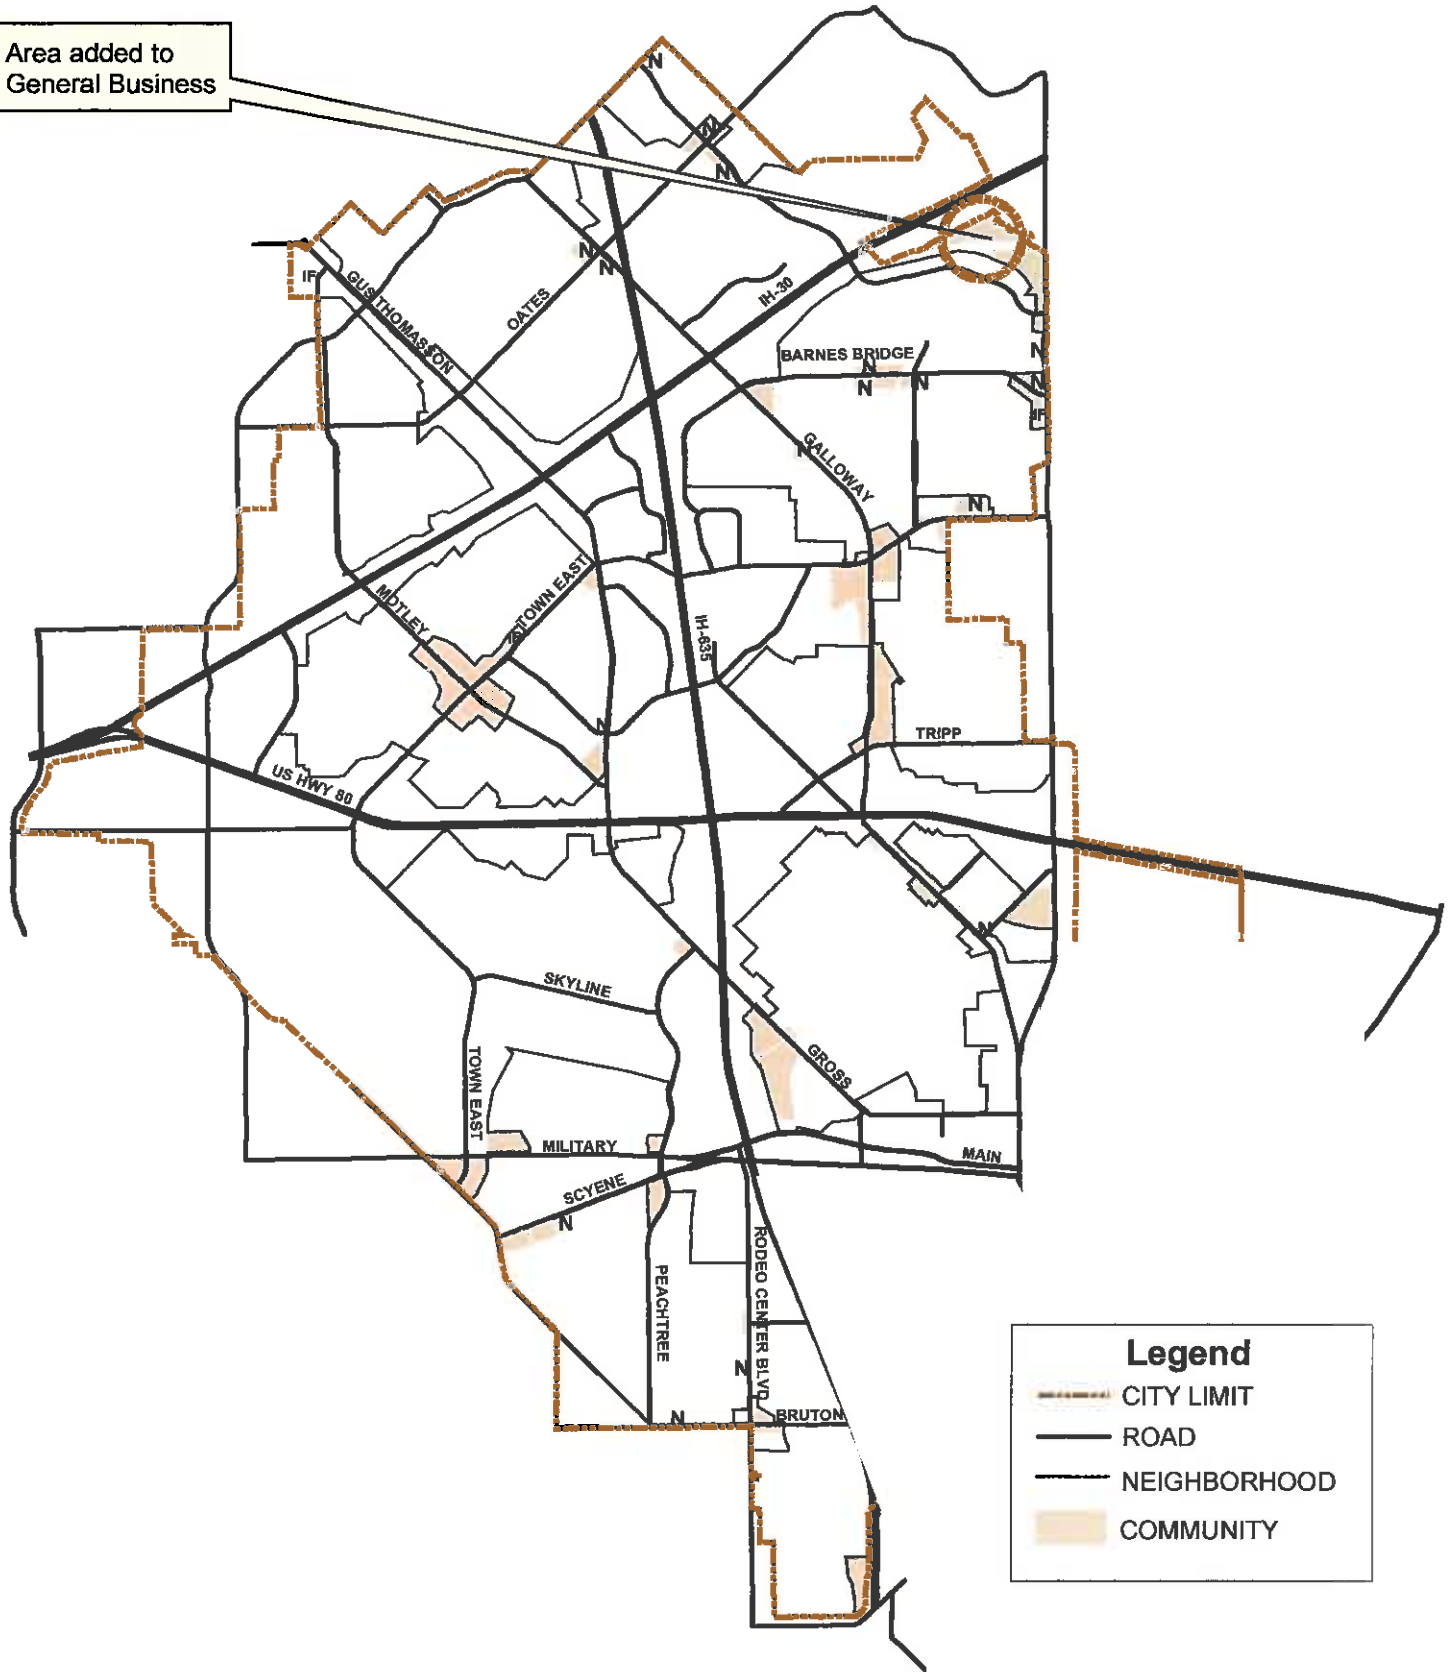 Area added to
General Business
N
N
N
N
N
IF
GUS THOMASSON
OATES
IH-30
BARNES BRIDGE
N
N
N
N
N
IF
N
GALLOWAY
N
MOTLEY
TOWN EAST
IH-635
N
TRIPP
US HWY 80
N
SKYLINE
TOWN EAST
GROSS
MILITARY
MAIN
SCYENE
N
PEACHTREE
RODEO CENTER BLVD
N
N
BRUTON
Legend
CITY LIMIT
ROAD
NEIGHBORHOOD
COMMUNITY